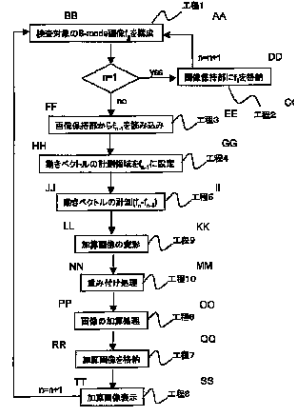 BB
工程1
AA
検査対象のB-mode画像fnを構成
n=n+1
DD
n=1
yes
画像保持部にfnを格納
CC
no
EE
工程2
FF
画像保持部からfn-1を読み込み
工程3
HH
GG
動きベクトルの計測領域をfn-1に設定
工程4
JJ
II
動きベクトルの計測(fn-fn-1)
工程5
LL
KK
加算画像の変形
工程9
NN
MM
重み付け処理
工程10
PP
OO
画像の加算処理
工程6
RR
QQ
加算画像を格納
工程7
n=n+1
TT
SS
加算画像表示
工程8